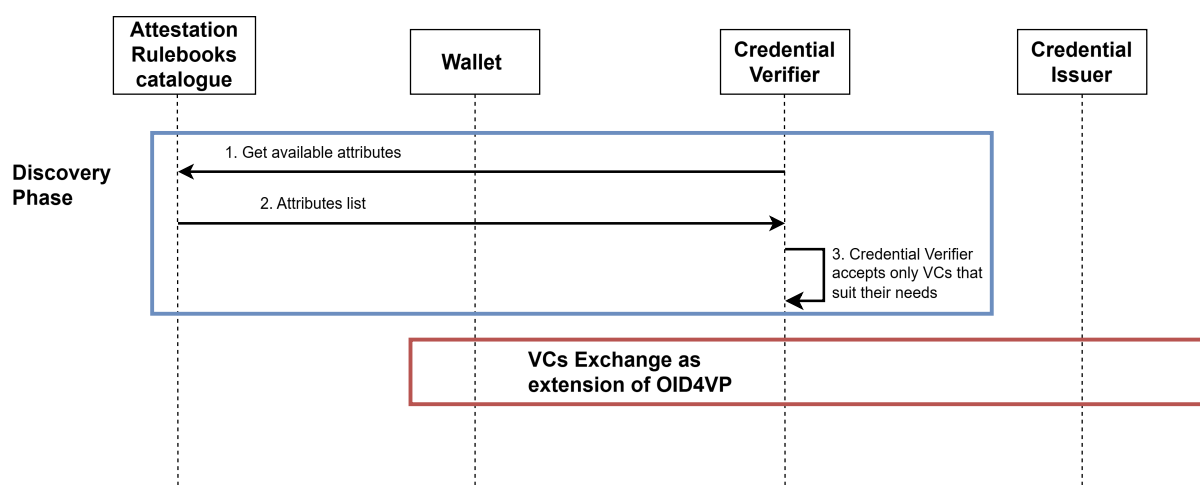 Attestation
Rulebooks
catalogue
Wallet
Credential
Verifier
Credential
Issuer
Discovery
Phase
1. Get available attributes
2. Attributes list
3. Credential Verifier
accepts only VCs that
suit their needs
VCs Exchange as
extension of OID4VP